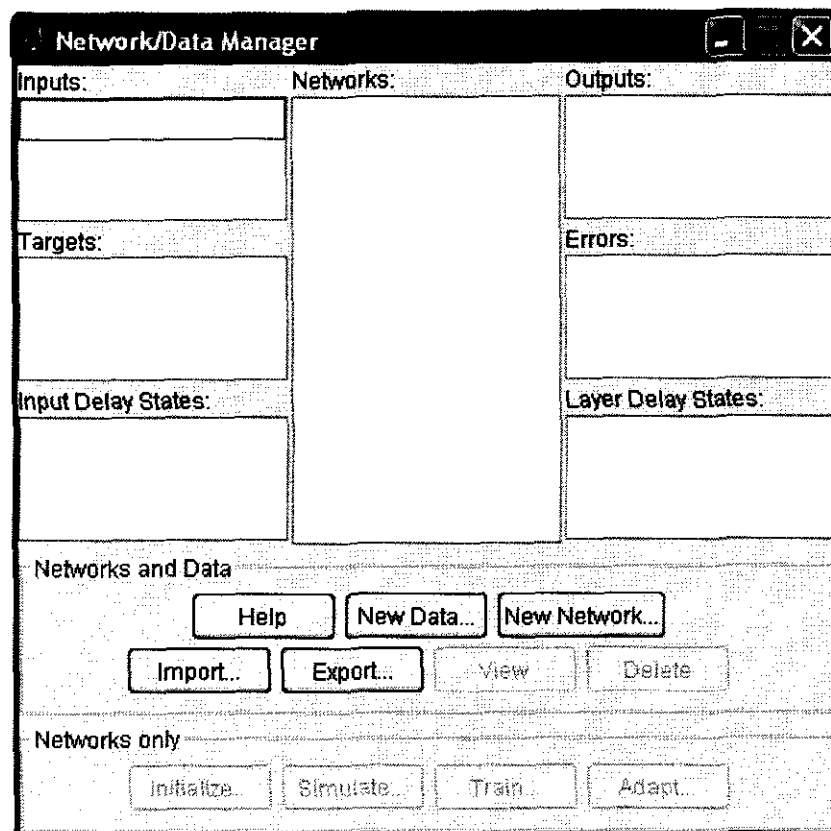 Network/Data Manager
Inputs:
Networks:
Outputs:
Targets:
Errors:
Input Delay States:
Layer Delay States:
Networks and Data
Help
New Data...
New Network...
Import...
Export...
View
Delete
Networks only
Initialize...
Simulate...
Train...
Adapt...